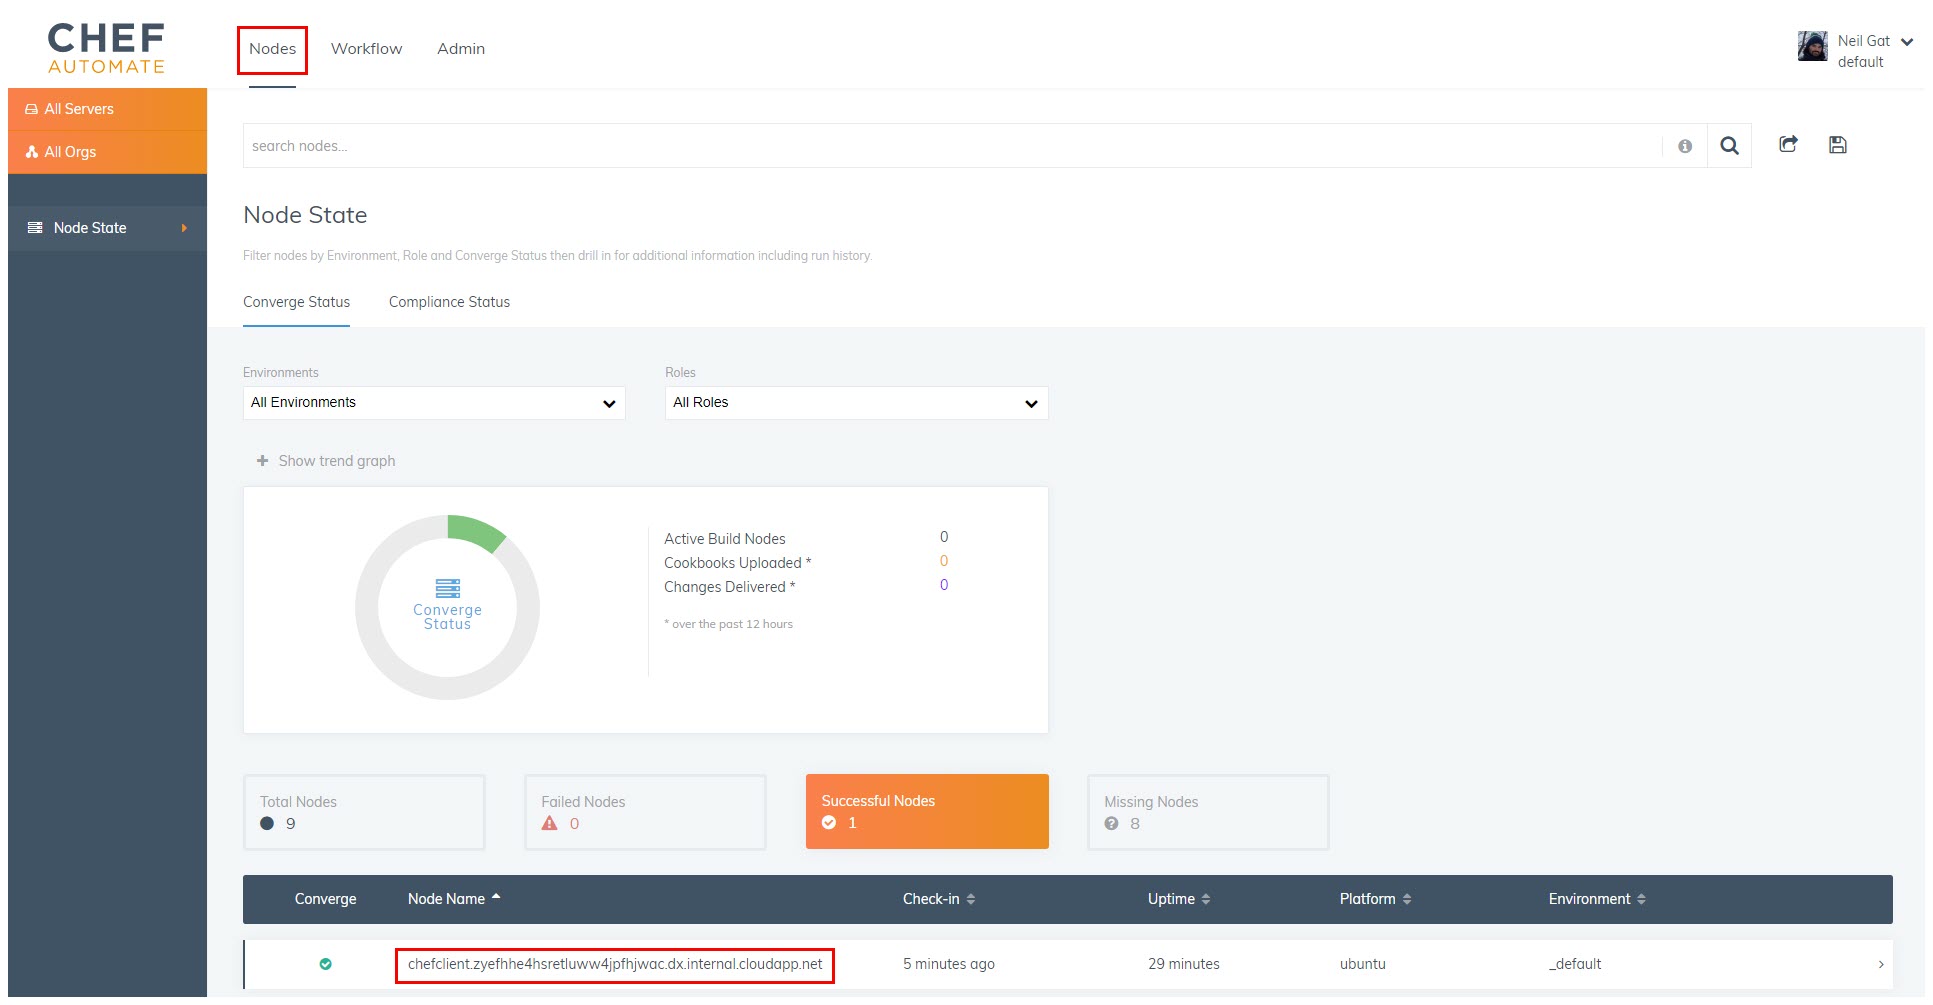 CHEF
AUTOMATE
Nodes Workflow Admin
Neil Gat
default
All Servers
All Orgs
Node State
search nodes...
Node State
Filter nodes by Environment, Role and Converge Status then drill in for additional information including run history.
Converge Status Compliance Status
Environments Roles
All Environments All Roles
Show trend graph
Converge
Status
Active Build Nodes 0
Cookbooks Uploaded * 0
Changes Delivered * 0
* over the past 12 hours
Total Nodes
9
Failed Nodes
0
Successful Nodes
1
Missing Nodes
8
Converge Node Name Check-in Uptime Platform Environment
chefclient.zyefhhe4hsretluww4jpfhjwac.dx.internal.cloudapp.net 5 minutes ago 29 minutes ubuntu _default